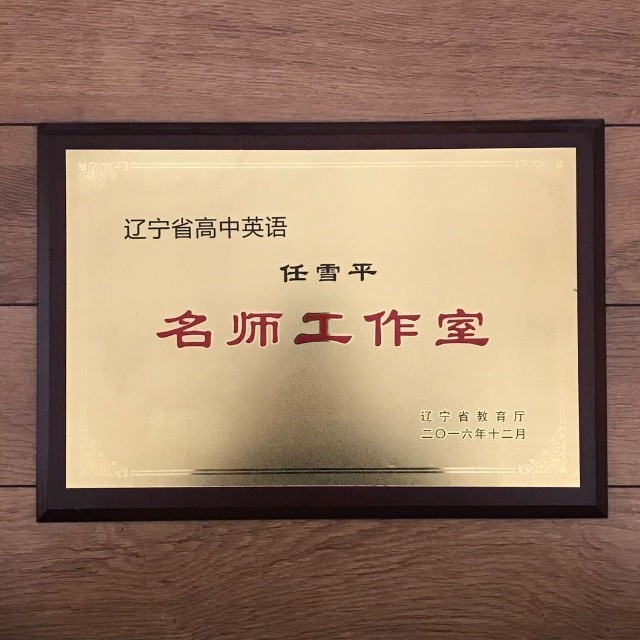 辽宁省高中英语
任雪平
名师工作室
辽宁省教育厅
二〇一六年十二月